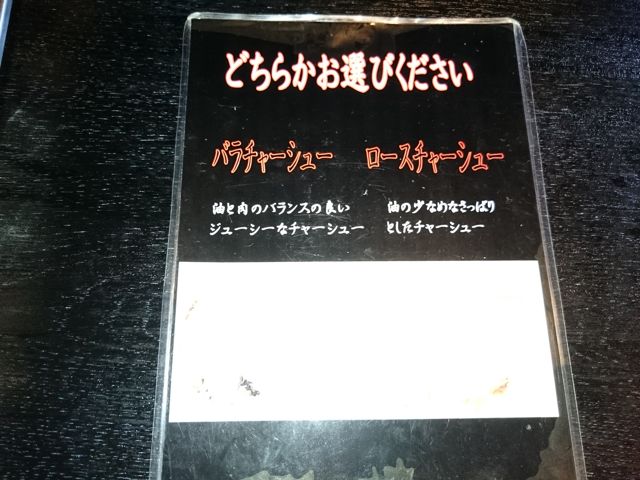 どちらかお選びください
バラチャーシュー
ロースチャーシュー
油と肉のバランスの良い
ジューシーなチャーシュー
油の少なめなさっぱり
としたチャーシュー